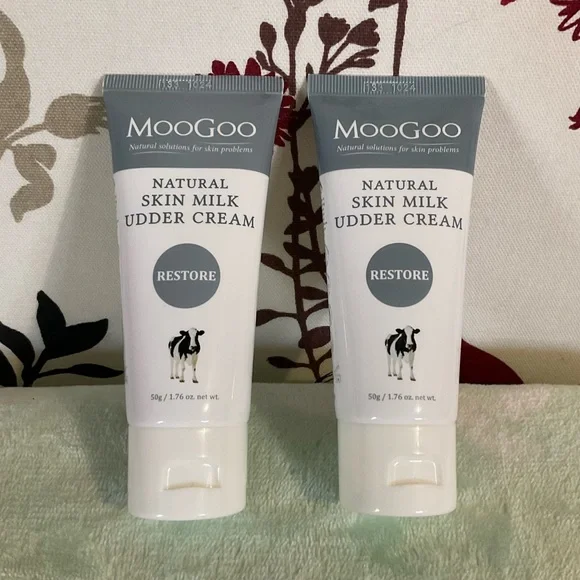 MooGoo
Natural solutions for skin problems
NATURAL
SKIN MILK
UDDER CREAM
RESTORE
50g / 1.76 oz. net wt.
MooGoo
Natural solutions for skin problems
NATURAL
SKIN MILK
UDDER CREAM
RESTORE
50g / 1.76 oz. net wt.